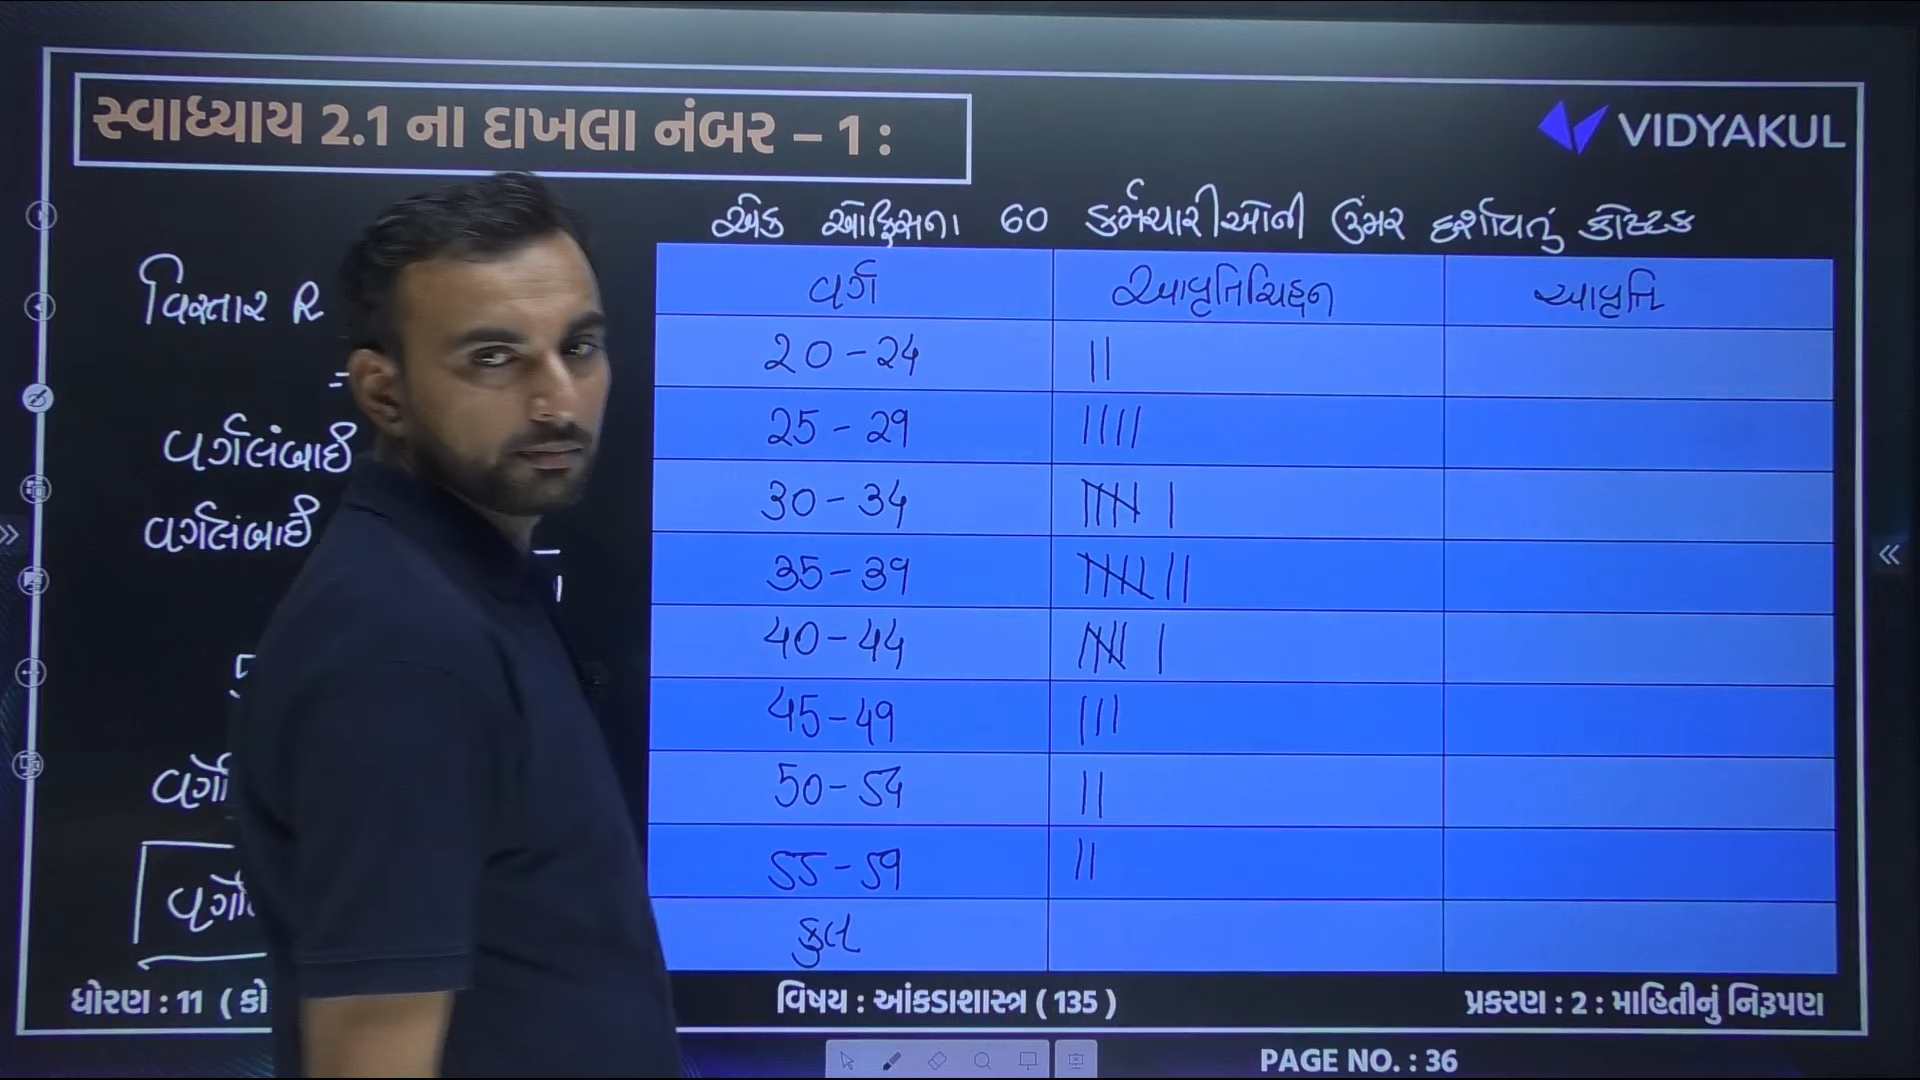 સ્વાધ્યાય 2.1 ના દાખલા નંબર – 1 :
VIDYAKUL
એક ઓફિસના 60 કર્મચારીઓની ઉંમર દર્શાવતું કોષ્ટક
વિસ્તાર R
=
વર્ગલંબાઈ
વર્ગલંબાઈ
5
વર્ગ આવૃતિચિહ્ન આવૃતિ
20 - 24 ||
25 - 29 ||||
30 - 34 |||| |
35 - 39 |||| ||
40 - 44 |||| |
45 - 49 |||
50 - 54 ||
55 - 59 ||
કુલ
ધોરણ : 11 ( કો
વિષય : આંકડાશાસ્ત્ર ( 135 )
પ્રકરણ : 2 : માહિતીનું નિરૂપણ
PAGE NO. : 36